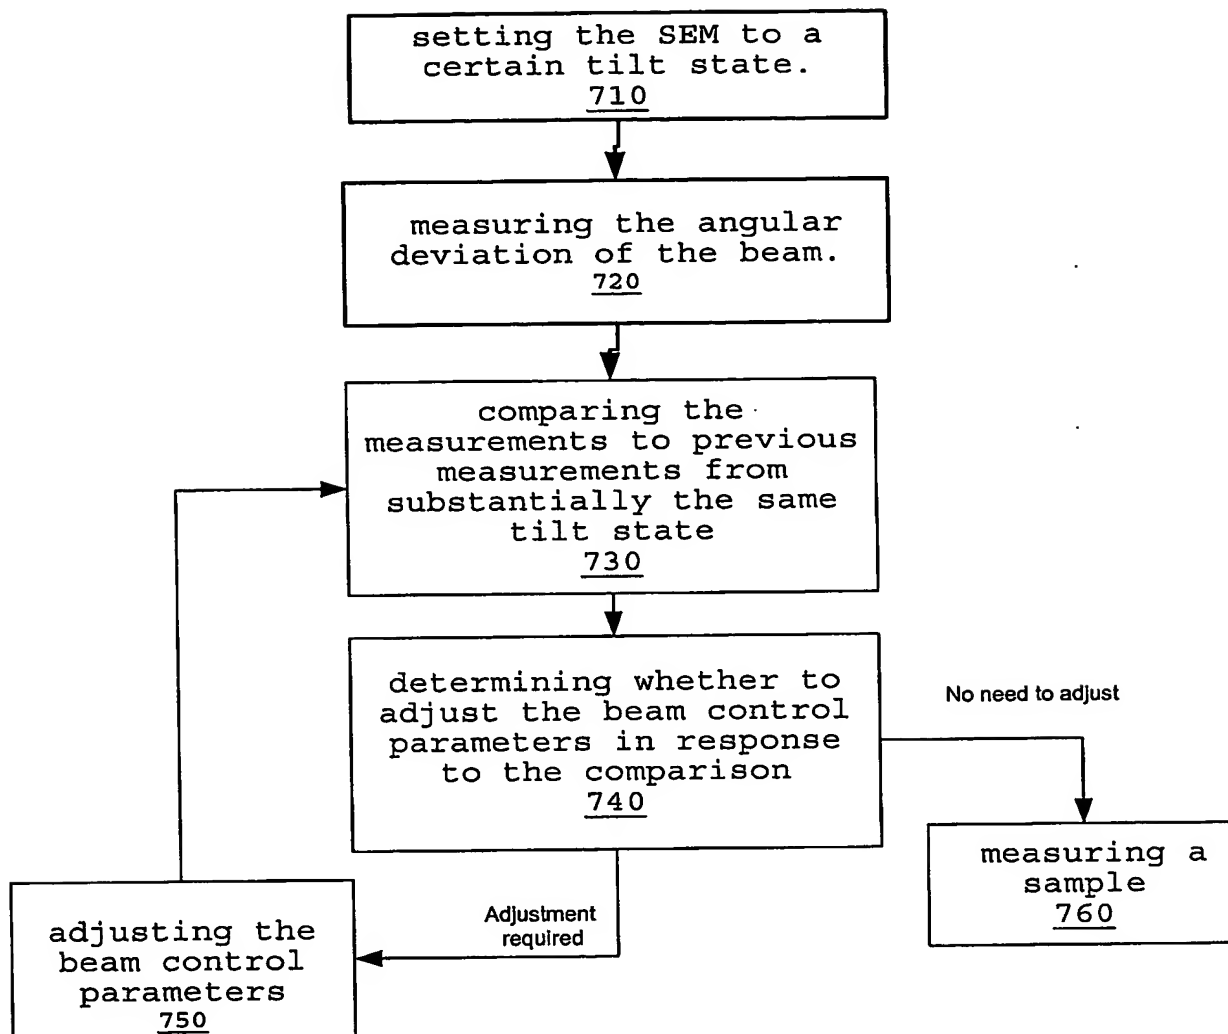 setting the SEM to a
certain tilt state.
710
measuring the angular
deviation of the beam.
720
comparing the
measurements to previous
measurements from
substantially the same
tilt state
730
determining whether to
adjust the beam control
parameters in response
to the comparison
740
No need to adjust
measuring a
sample
760
Adjustment
required
adjusting the
beam control
parameters
750